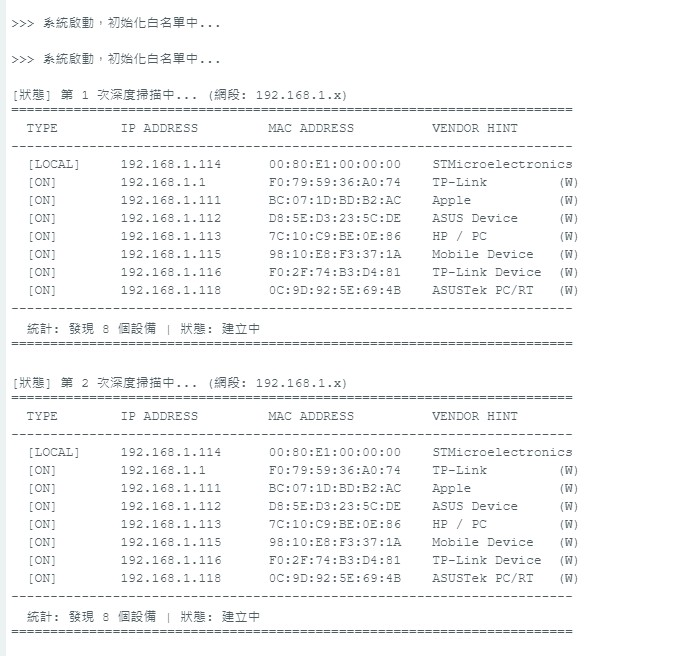 >>> 系統啟動，初始化白名單中...
>>> 系統啟動，初始化白名單中...
[狀態] 第 1 次深度掃描中... (網段: 192.168.1.x)
=========================================================================
TYPE IP ADDRESS MAC ADDRESS VENDOR HINT
-------------------------------------------------------------------------
[LOCAL] 192.168.1.114 00:80:E1:00:00:00 STMicroelectronics
[ON] 192.168.1.1 F0:79:59:36:A0:74 TP-Link (W)
[ON] 192.168.1.111 BC:07:1D:BD:B2:AC Apple (W)
[ON] 192.168.1.112 D8:5E:D3:23:5C:DE ASUS Device (W)
[ON] 192.168.1.113 7C:10:C9:BE:0E:86 HP / PC (W)
[ON] 192.168.1.115 98:10:E8:F3:37:1A Mobile Device (W)
[ON] 192.168.1.116 F0:2F:74:B3:D4:81 TP-Link Device (W)
[ON] 192.168.1.118 0C:9D:92:5E:69:4B ASUSTek PC/RT (W)
-------------------------------------------------------------------------
統計: 發現 8 個設備 | 狀態: 建立中
=========================================================================
[狀態] 第 2 次深度掃描中... (網段: 192.168.1.x)
=========================================================================
TYPE IP ADDRESS MAC ADDRESS VENDOR HINT
-------------------------------------------------------------------------
[LOCAL] 192.168.1.114 00:80:E1:00:00:00 STMicroelectronics
[ON] 192.168.1.1 F0:79:59:36:A0:74 TP-Link (W)
[ON] 192.168.1.111 BC:07:1D:BD:B2:AC Apple (W)
[ON] 192.168.1.112 D8:5E:D3:23:5C:DE ASUS Device (W)
[ON] 192.168.1.113 7C:10:C9:BE:0E:86 HP / PC (W)
[ON] 192.168.1.115 98:10:E8:F3:37:1A Mobile Device (W)
[ON] 192.168.1.116 F0:2F:74:B3:D4:81 TP-Link Device (W)
[ON] 192.168.1.118 0C:9D:92:5E:69:4B ASUSTek PC/RT (W)
-------------------------------------------------------------------------
統計: 發現 8 個設備 | 狀態: 建立中
=========================================================================